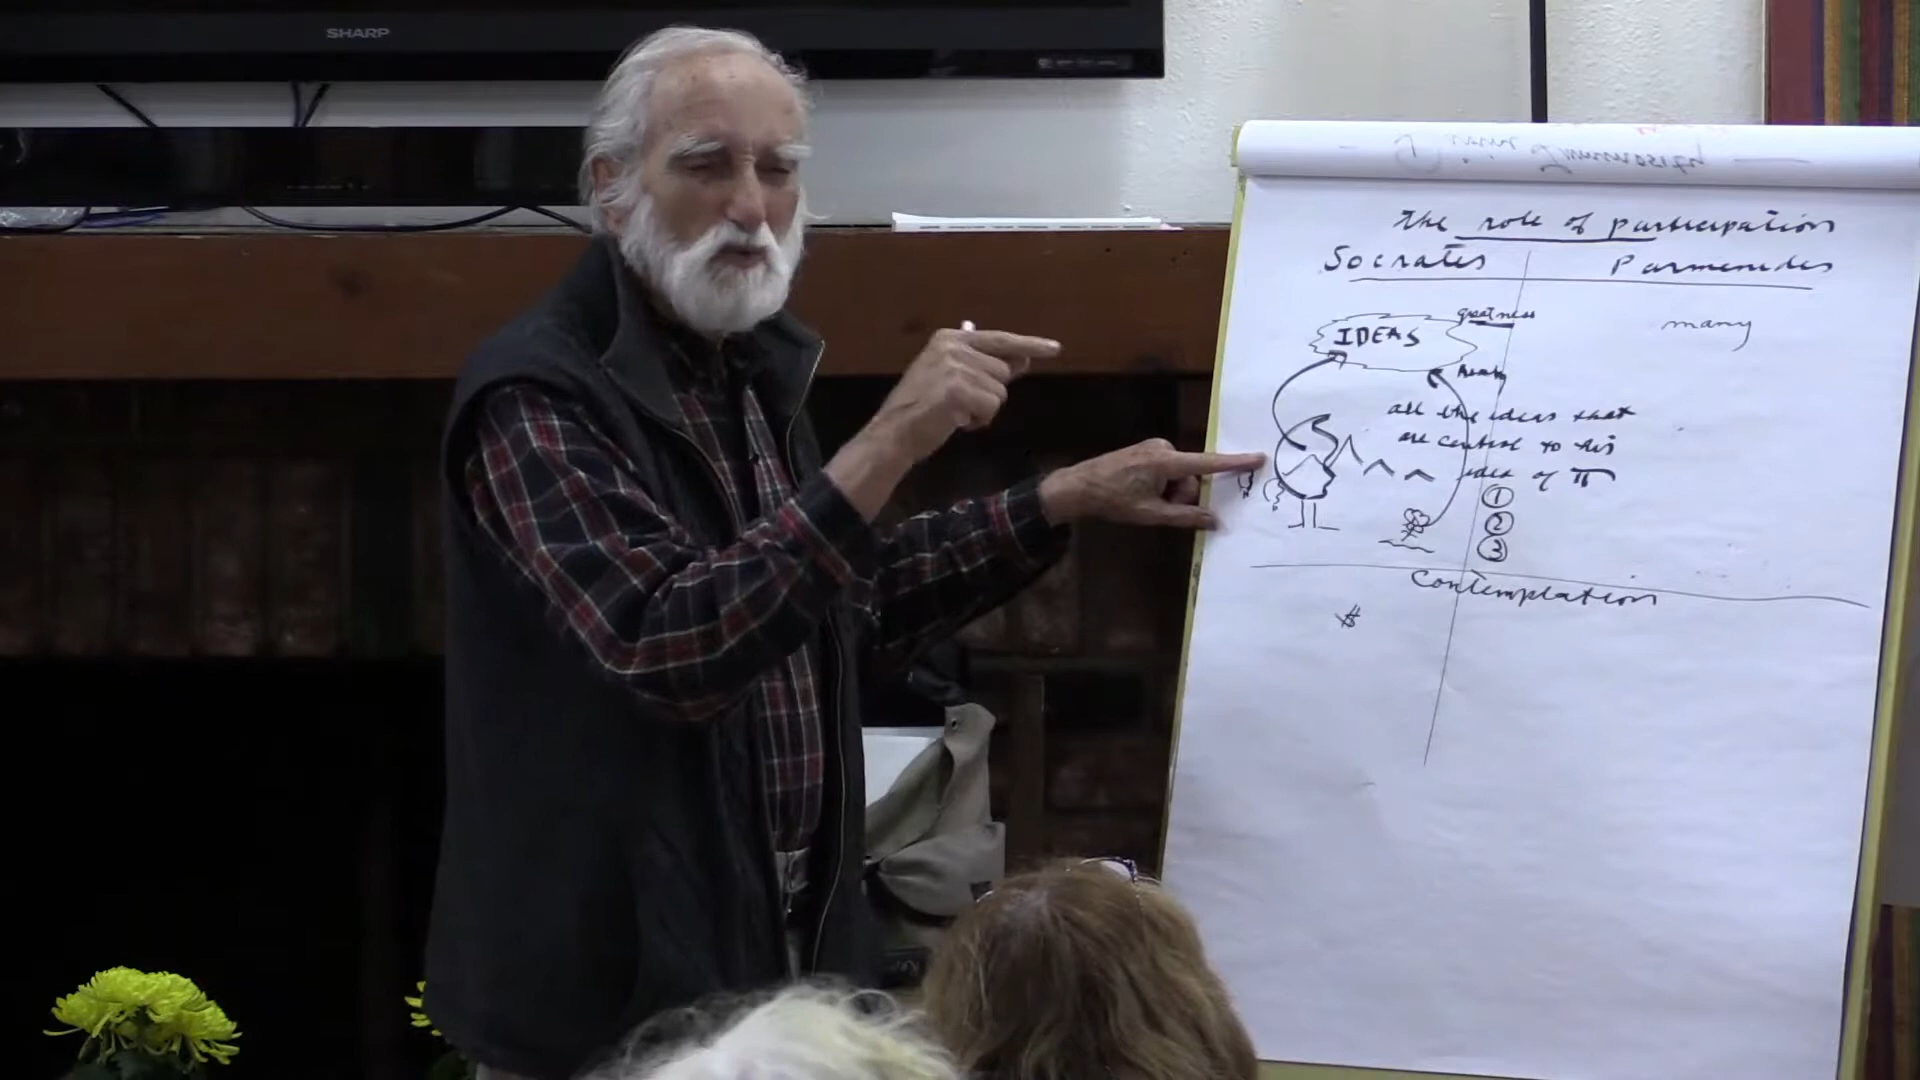 SHARP
The role of participation
Socrates Parmenides
greatness
IDEAS
many
all the ideas that
are central to this
idea of π
①
②
③
Contemplation
$